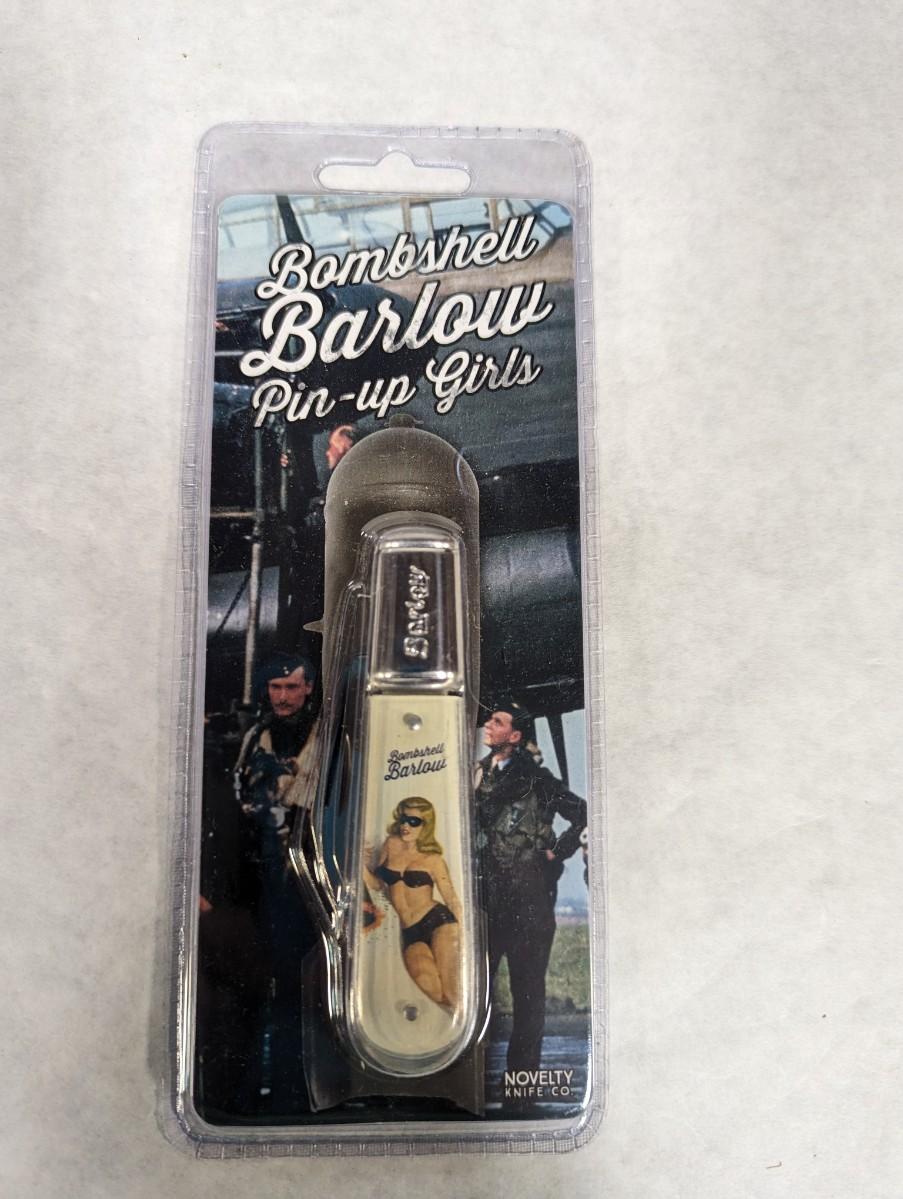 Bombshell
Barlow
Pin-up Girls
Barlow
Bombshell
Barlow
NOVELTY
KNIFE CO.